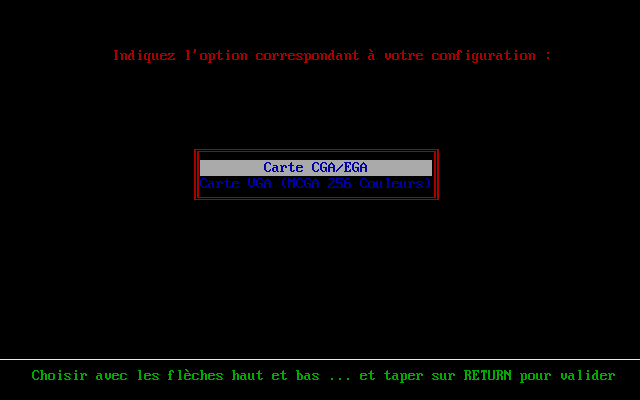 Indiquez l'option correspondant à votre configuration :
Carte CGA/EGA
Carte VGA (MCGA 256 Couleurs)
Choisir avec les flèches haut et bas ... et taper sur RETURN pour valider